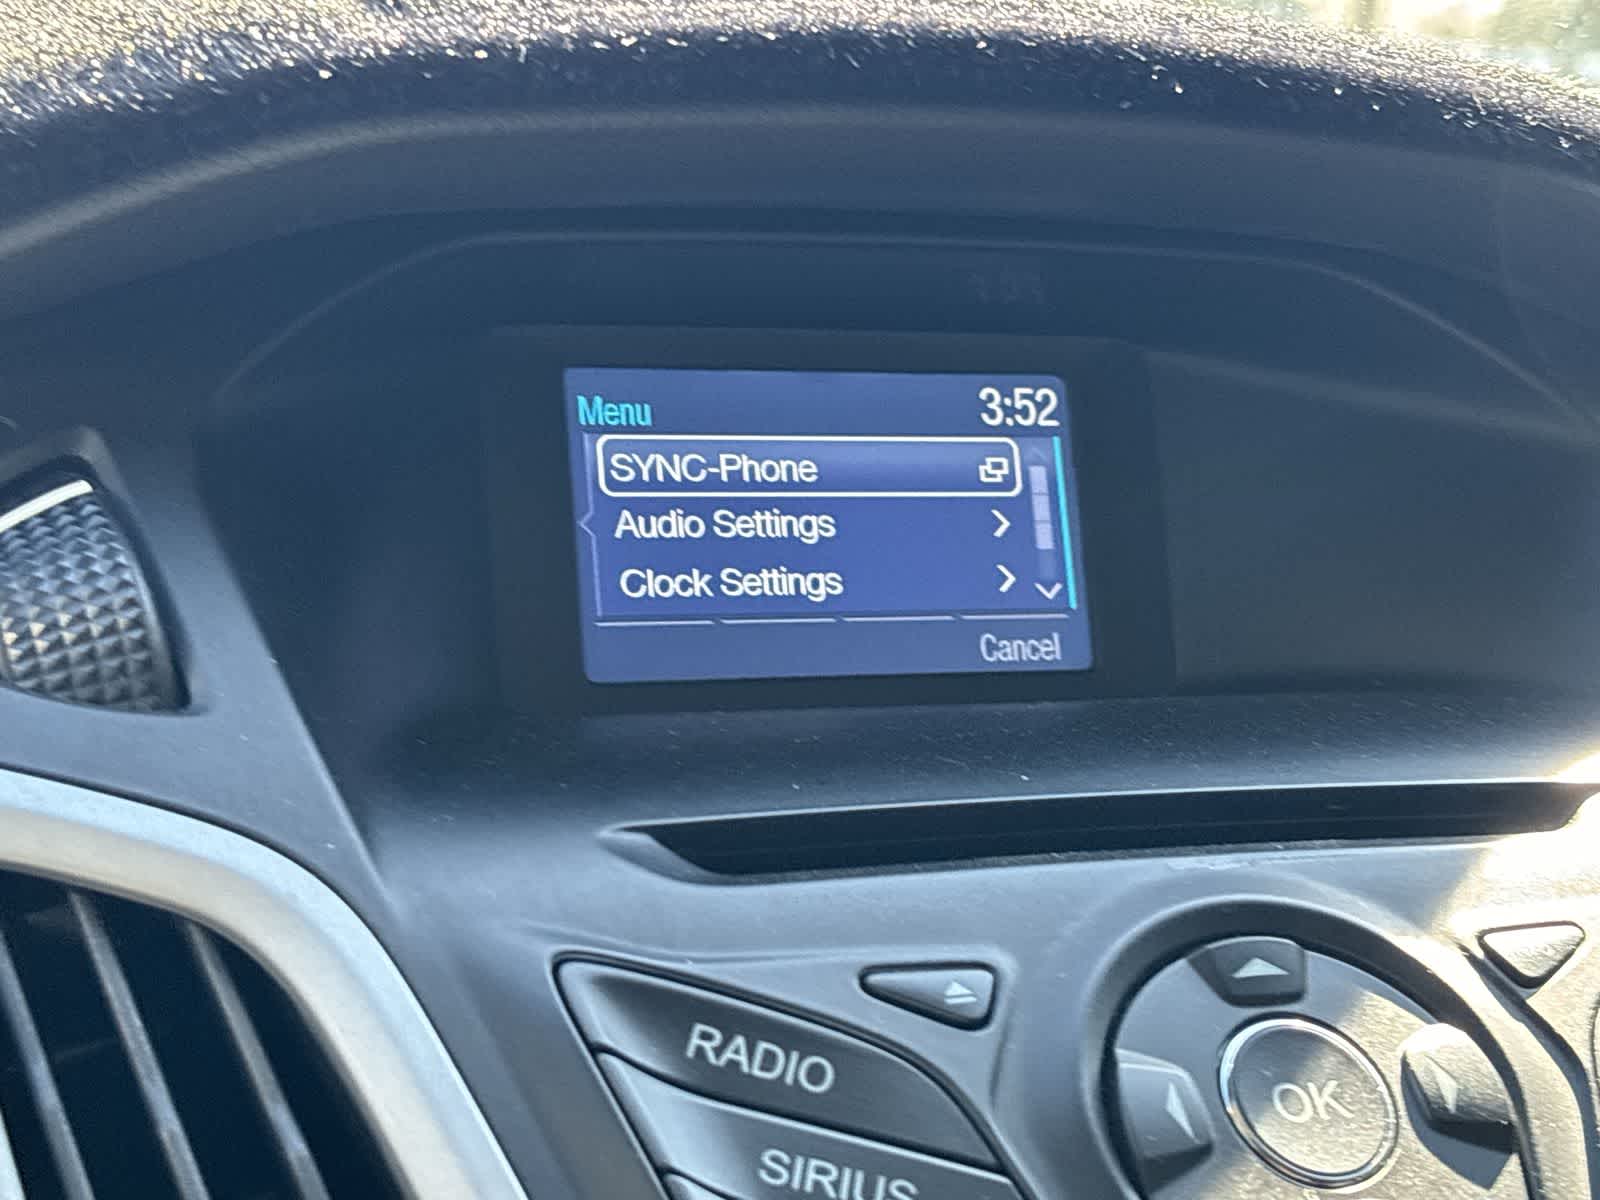 Menu 3:52
SYNC-Phone
Audio Settings
Clock Settings
Cancel
RADIO
OK
SIRIUS